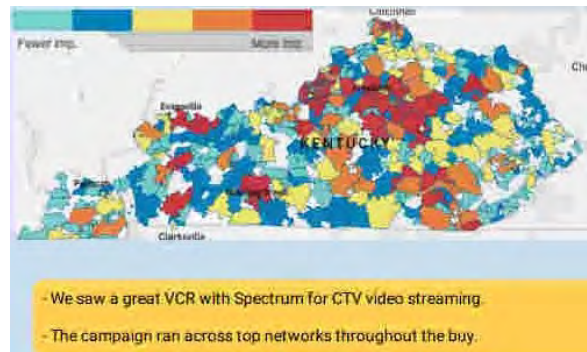 Cincinnati
Fewer Imp.
More Imp.
Evansville
KENTUCKY
Clarksville
- We saw a great VCR with Spectrum for CTV video streaming.
- The campaign ran across top networks throughout the buy.